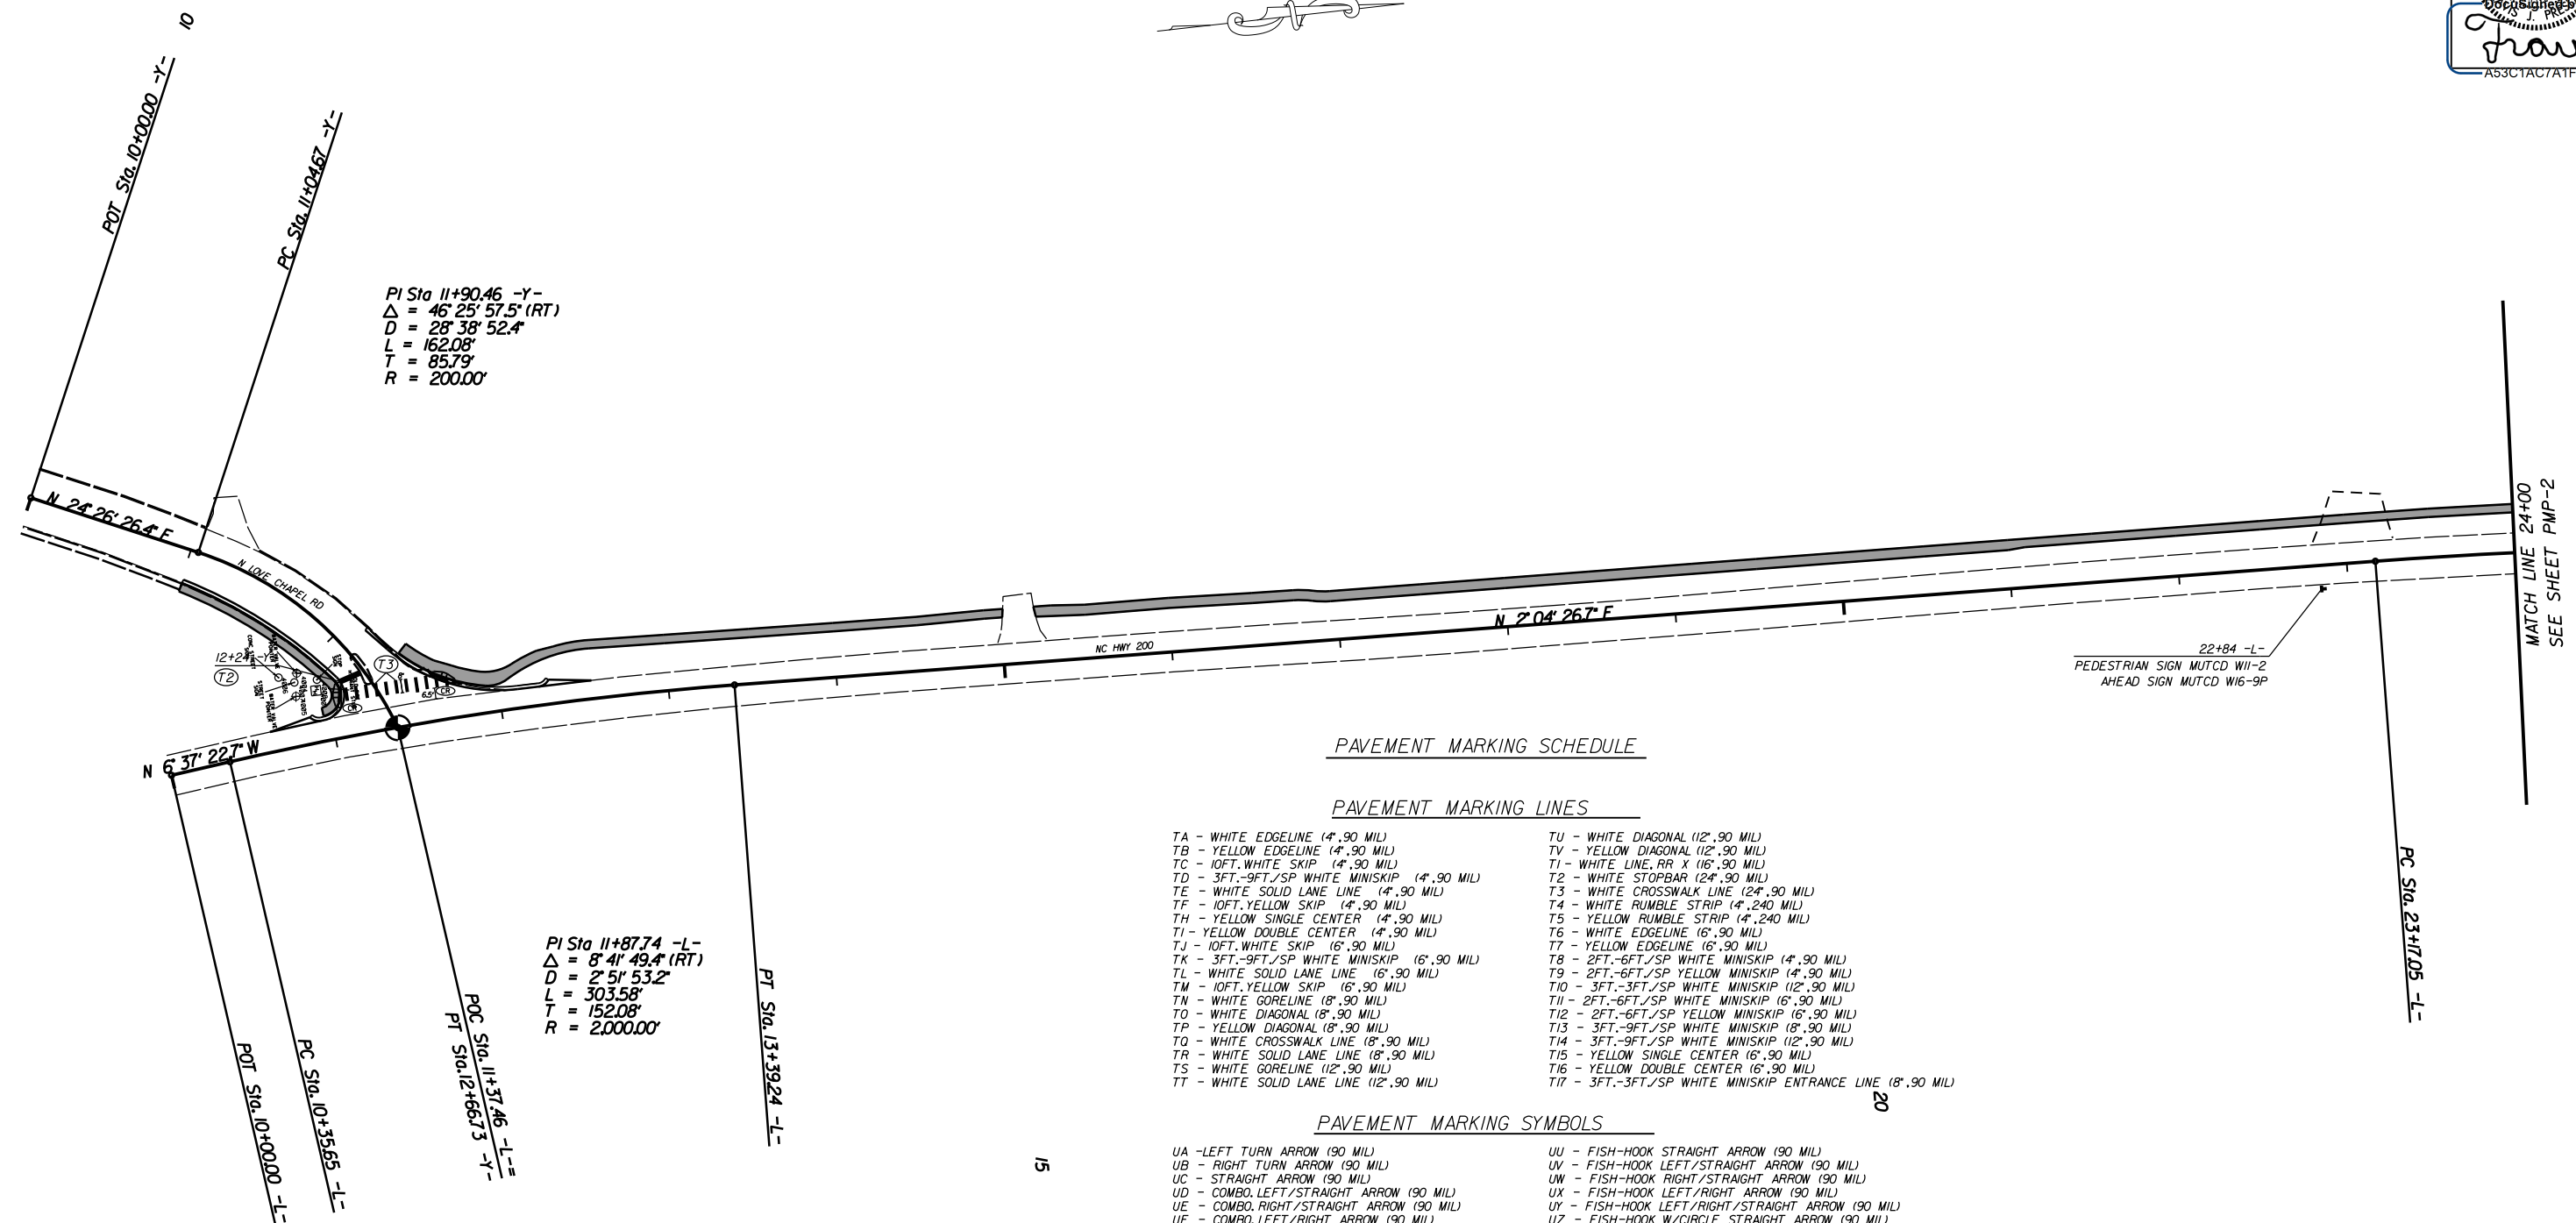 10
POT Sta. 10+00.00 -Y-
PC Sta. 11+04.67 -Y-
A53C1AC7A1F
PI Sta 11+90.46 -Y-
Δ = 46° 25' 57.5" (RT)
D = 28° 38' 52.4"
L = 162.08'
T = 85.79'
R = 200.00'
N 24° 26' 26.4" E
N LOVE CHAPEL RD
12+24 -Y-
T2
T3
CR
N 6° 37' 22.7" W
NC HWY 200
N 2° 04' 26.7" E
22+84 -L-
PEDESTRIAN SIGN MUTCD W11-2
AHEAD SIGN MUTCD W16-9P
MATCH LINE 24+00
SEE SHEET PMP-2
POT Sta. 10+00.00 -L-
PC Sta. 10+35.65 -L-
POC Sta. 11+37.46 -L-=
PT Sta. 12+66.73 -Y-
PI Sta 11+87.74 -L-
Δ = 8° 41' 49.4" (RT)
D = 2° 51' 53.2"
L = 303.58'
T = 152.08'
R = 2,000.00'
PT Sta. 13+39.24 -L-
PC Sta. 23+17.05 -L-
15
20
PAVEMENT MARKING SCHEDULE
PAVEMENT MARKING LINES
TA - WHITE EDGELINE (4",90 MIL)
TB - YELLOW EDGELINE (4",90 MIL)
TC - 10FT. WHITE SKIP (4",90 MIL)
TD - 3FT.-9FT./SP WHITE MINISKIP (4",90 MIL)
TE - WHITE SOLID LANE LINE (4",90 MIL)
TF - 10FT. YELLOW SKIP (4",90 MIL)
TH - YELLOW SINGLE CENTER (4",90 MIL)
TI - YELLOW DOUBLE CENTER (4",90 MIL)
TJ - 10FT. WHITE SKIP (6",90 MIL)
TK - 3FT.-9FT./SP WHITE MINISKIP (6",90 MIL)
TL - WHITE SOLID LANE LINE (6",90 MIL)
TM - 10FT. YELLOW SKIP (6",90 MIL)
TN - WHITE GORELINE (8",90 MIL)
TO - WHITE DIAGONAL (8",90 MIL)
TP - YELLOW DIAGONAL (8",90 MIL)
TQ - WHITE CROSSWALK LINE (8",90 MIL)
TR - WHITE SOLID LANE LINE (8",90 MIL)
TS - WHITE GORELINE (12",90 MIL)
TT - WHITE SOLID LANE LINE (12",90 MIL)
TU - WHITE DIAGONAL (12",90 MIL)
TV - YELLOW DIAGONAL (12",90 MIL)
T1 - WHITE LINE, RR X (16",90 MIL)
T2 - WHITE STOPBAR (24",90 MIL)
T3 - WHITE CROSSWALK LINE (24",90 MIL)
T4 - WHITE RUMBLE STRIP (4",240 MIL)
T5 - YELLOW RUMBLE STRIP (4",240 MIL)
T6 - WHITE EDGELINE (6",90 MIL)
T7 - YELLOW EDGELINE (6",90 MIL)
T8 - 2FT.-6FT./SP WHITE MINISKIP (4",90 MIL)
T9 - 2FT.-6FT./SP YELLOW MINISKIP (4",90 MIL)
T10 - 3FT.-3FT./SP WHITE MINISKIP (12",90 MIL)
T11 - 2FT.-6FT./SP WHITE MINISKIP (6",90 MIL)
T12 - 2FT.-6FT./SP YELLOW MINISKIP (6",90 MIL)
T13 - 3FT.-9FT./SP WHITE MINISKIP (8",90 MIL)
T14 - 3FT.-9FT./SP WHITE MINISKIP (12",90 MIL)
T15 - YELLOW SINGLE CENTER (6",90 MIL)
T16 - YELLOW DOUBLE CENTER (6",90 MIL)
T17 - 3FT.-3FT./SP WHITE MINISKIP ENTRANCE LINE (8",90 MIL)
PAVEMENT MARKING SYMBOLS
UA -LEFT TURN ARROW (90 MIL)
UB - RIGHT TURN ARROW (90 MIL)
UC - STRAIGHT ARROW (90 MIL)
UD - COMBO. LEFT/STRAIGHT ARROW (90 MIL)
UE - COMBO. RIGHT/STRAIGHT ARROW (90 MIL)
UF - COMBO. LEFT/RIGHT ARROW (90 MIL)
UU - FISH-HOOK STRAIGHT ARROW (90 MIL)
UV - FISH-HOOK LEFT/STRAIGHT ARROW (90 MIL)
UW - FISH-HOOK RIGHT/STRAIGHT ARROW (90 MIL)
UX - FISH-HOOK LEFT/RIGHT ARROW (90 MIL)
UY - FISH-HOOK LEFT/RIGHT/STRAIGHT ARROW (90 MIL)
UZ - FISH-HOOK W/CIRCLE STRAIGHT ARROW (90 MIL)